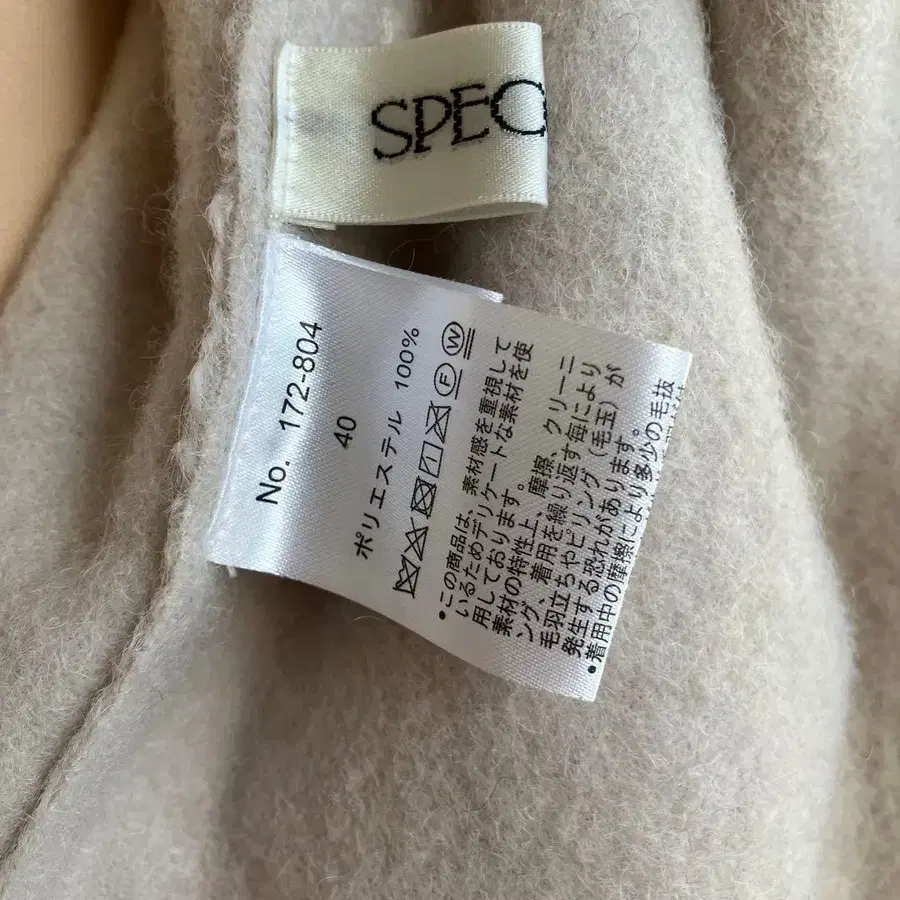 SPEC
No. 172-804
40
ポリエステル 100%
F W
•この商品は、素材感を重視して
いるためデリケートな素材を使
用しております。
素材の特性上、摩擦、クリーニ
ング、着用を繰り返す毎により
毛羽立ちやピリング(毛玉)が
発生する恐れがあります。
•着用中の摩擦により多少の毛抜